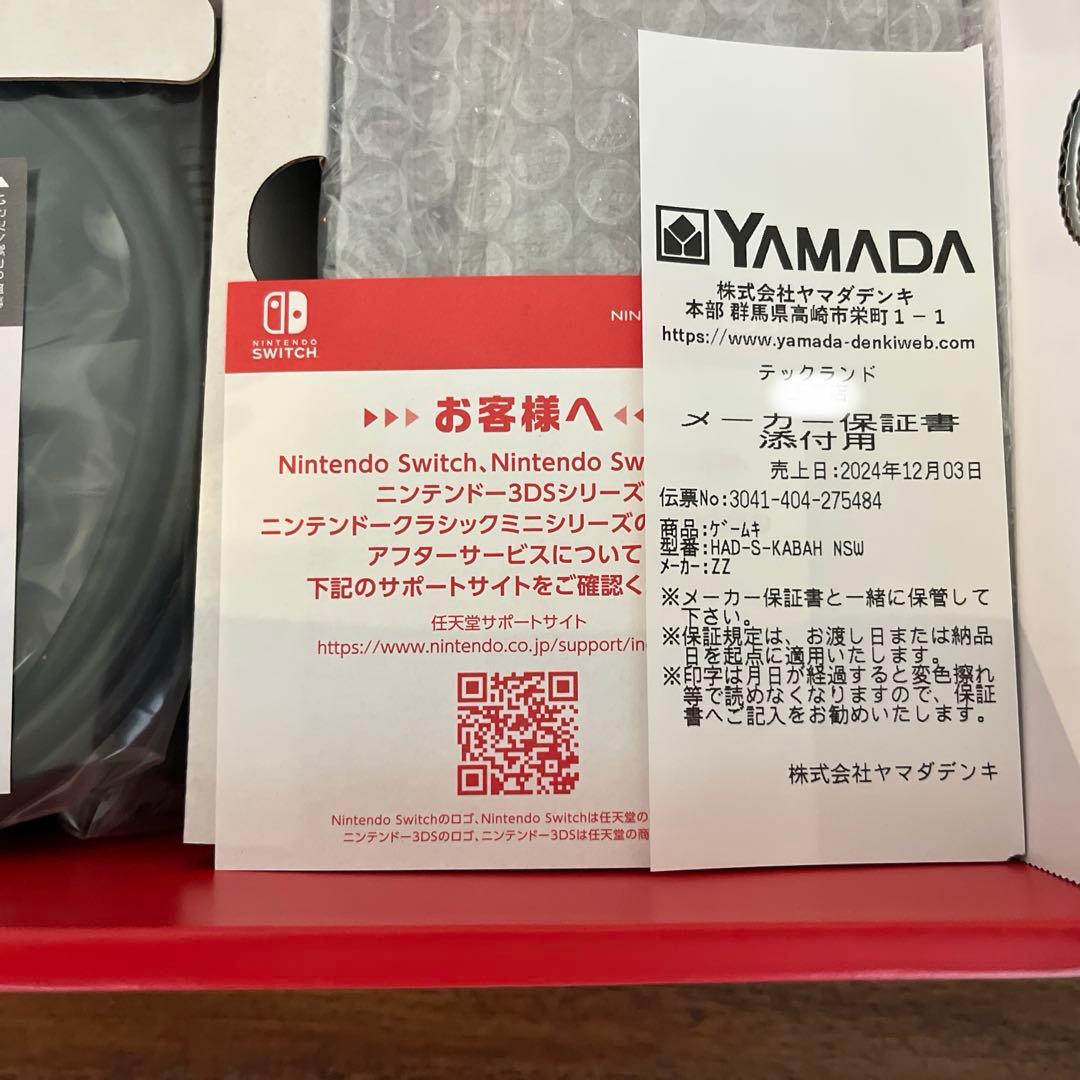 NINTENDO
SWITCH
NIN
▶▶▶ お客様へ ◀◀
Nintendo Switch、Nintendo Sw
ニンテンドー3DSシリーズ
ニンテンドークラシックミニシリーズの
アフターサービスについて
下記のサポートサイトをご確認く
任天堂サポートサイト
https://www.nintendo.co.jp/support/in
Nintendo Switchのロゴ、Nintendo Switchは任天堂の
ニンテンドー3DSのロゴ、ニンテンドー3DSは任天堂の商
YAMADA
株式会社ヤマダデンキ
本部 群馬県高崎市栄町1-1
https://www.yamada-denkiweb.com
テックランド
メーカー保証書
添付用
売上日:2024年12月03日
伝票No:3041-404-275484
商品:ゲームキ
型番:HAD-S-KABAH NSW
メーカー:ZZ
※メーカー保証書と一緒に保管して
下さい。
※保証規定は、お渡し日または納品
日を起点に適用いたします。
※印字は月日が経過すると変色擦れ
等で読めなくなりますので、保証
書へご記入をお勧めいたします。
株式会社ヤマダデンキ